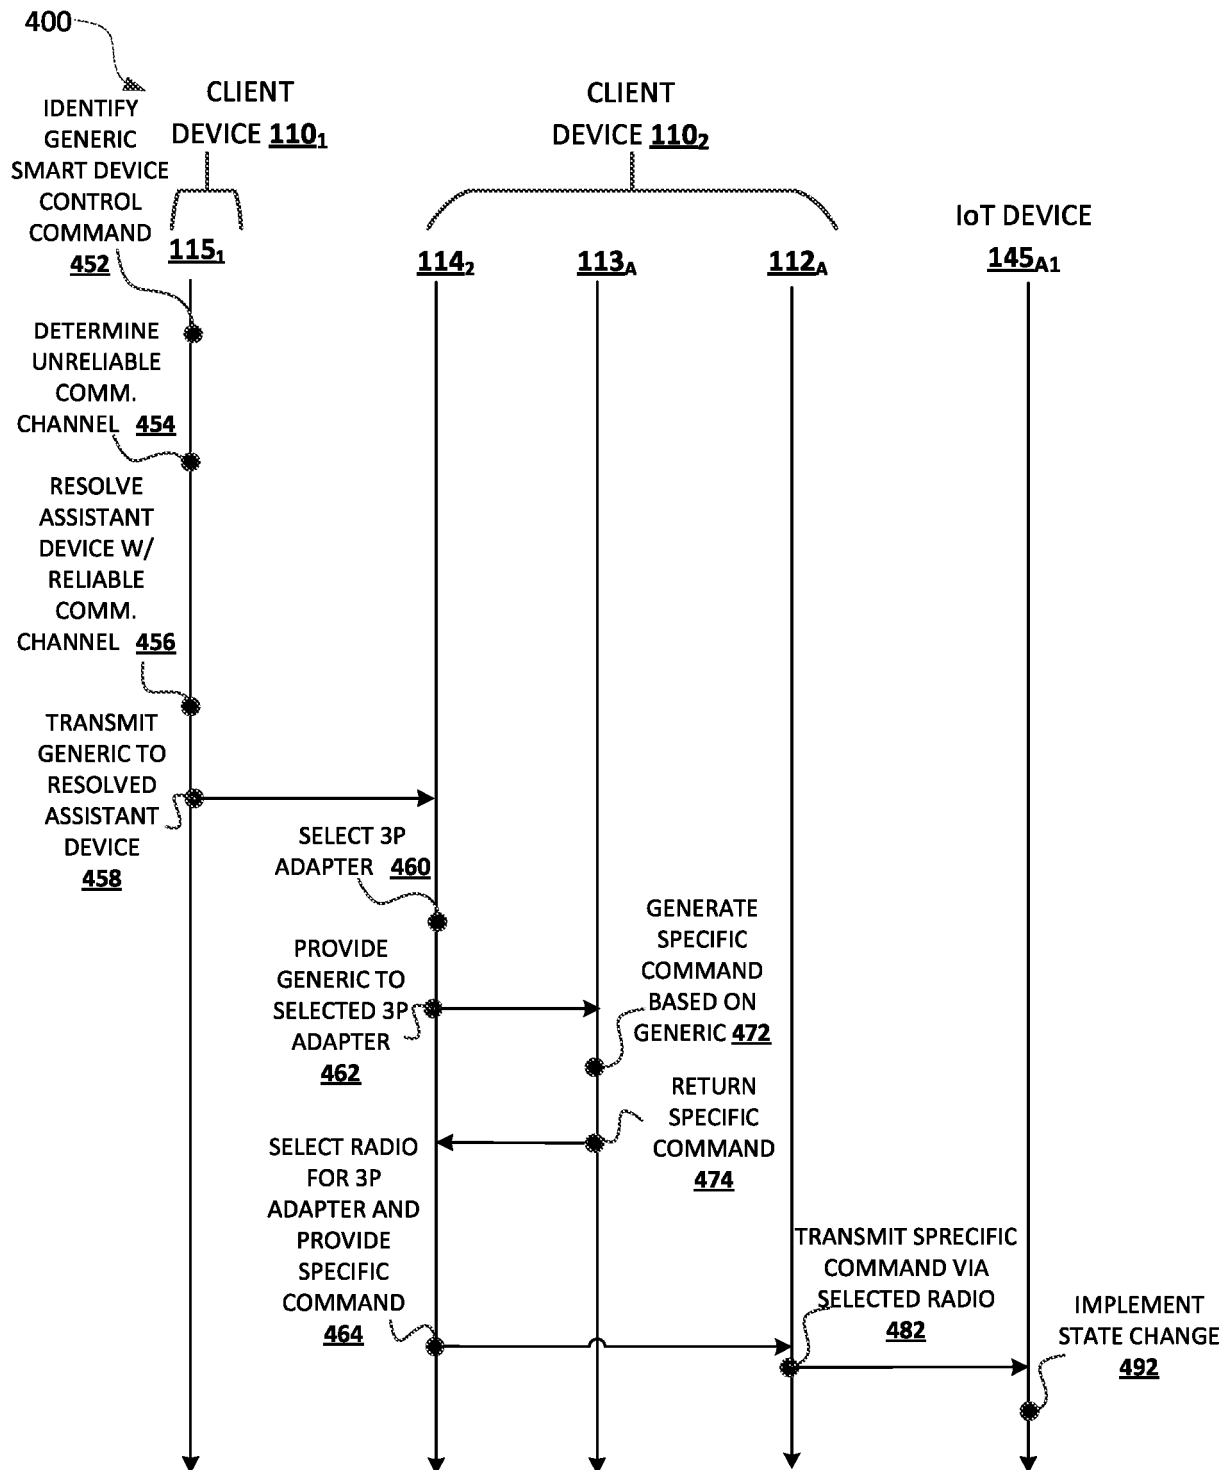 400
IDENTIFY
GENERIC
SMART DEVICE
CONTROL
COMMAND
452
CLIENT
DEVICE 110₁
CLIENT
DEVICE 110₂
IoT DEVICE
145A1
115₁
114₂
113A
112A
DETERMINE
UNRELIABLE
COMM.
CHANNEL 454
RESOLVE
ASSISTANT
DEVICE W/
RELIABLE
COMM.
CHANNEL 456
TRANSMIT
GENERIC TO
RESOLVED
ASSISTANT
DEVICE
458
SELECT 3P
ADAPTER 460
PROVIDE
GENERIC TO
SELECTED 3P
ADAPTER
462
GENERATE
SPECIFIC
COMMAND
BASED ON
GENERIC 472
RETURN
SPECIFIC
COMMAND
474
SELECT RADIO
FOR 3P
ADAPTER AND
PROVIDE
SPECIFIC
COMMAND
464
TRANSMIT SPRECIFIC
COMMAND VIA
SELECTED RADIO
482
IMPLEMENT
STATE CHANGE
492